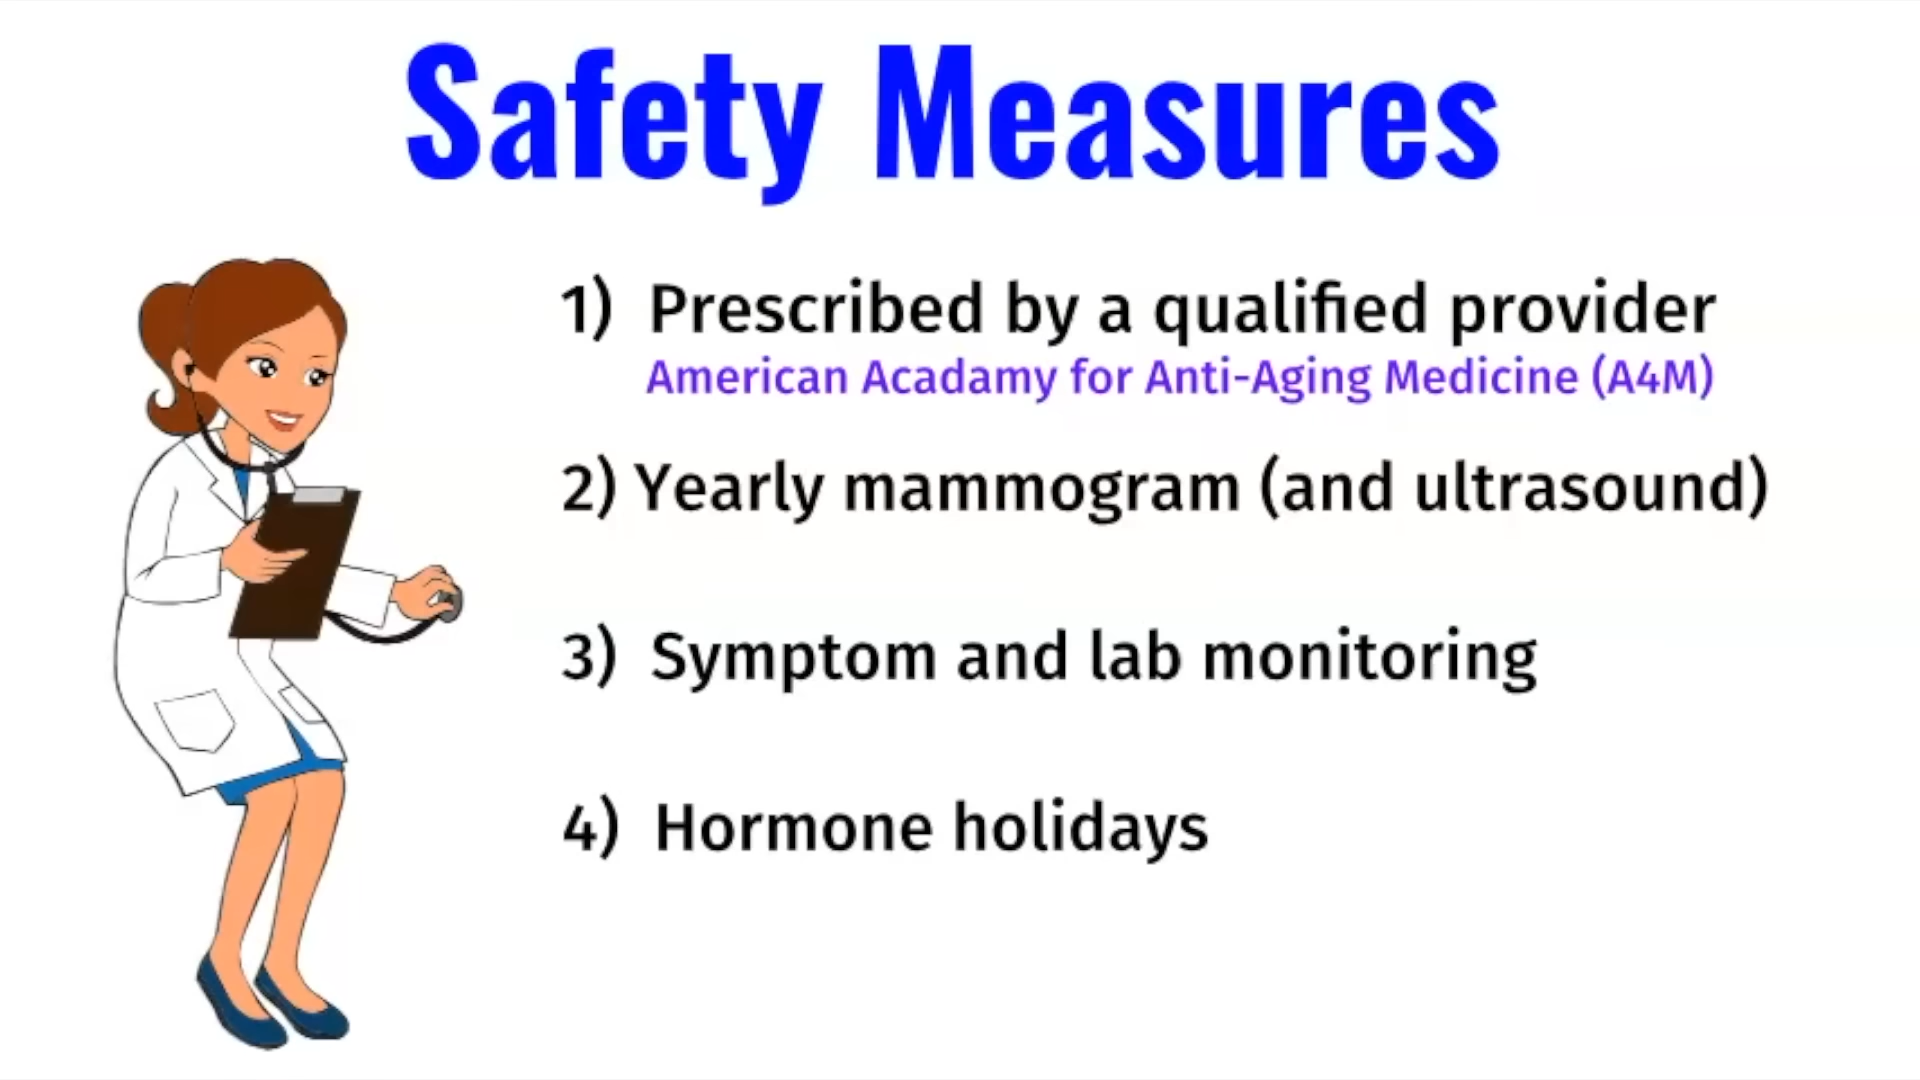 Safety Measures
1) Prescribed by a qualified provider
American Acadamy for Anti-Aging Medicine (A4M)
2) Yearly mammogram (and ultrasound)
3) Symptom and lab monitoring
4) Hormone holidays